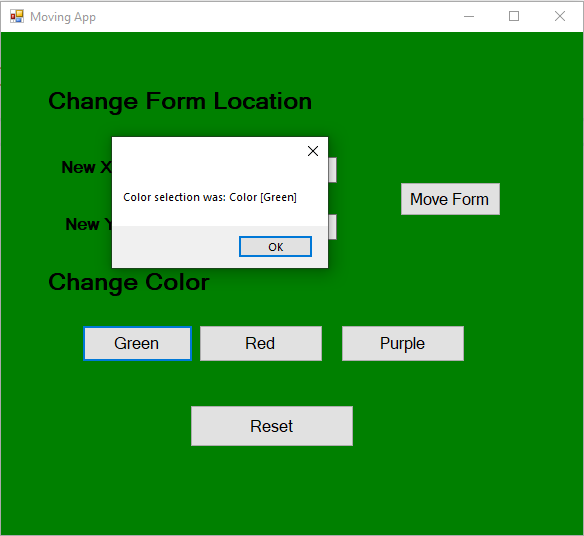 Moving App
Change Form Location
New X
Color selection was: Color [Green]
Move Form
New Y
OK
Change Color
Green Red Purple
Reset